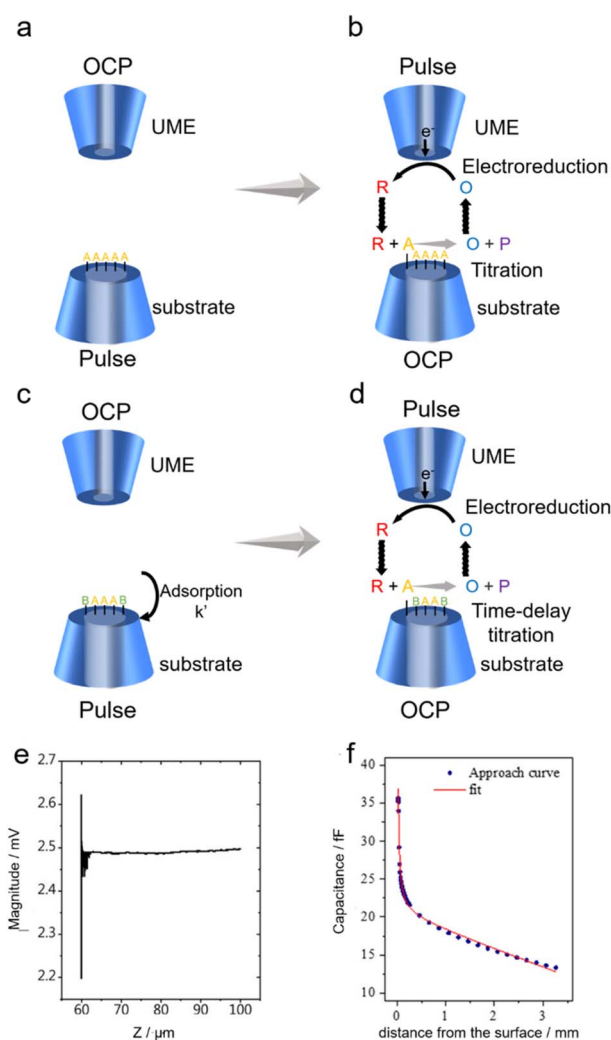 a
OCP
UME
AAAAA
substrate
Pulse
b
Pulse
e-
UME
Electroreduction
R
O
R + A
O + P
AAAA
Titration
substrate
OCP
c
OCP
UME
BAAAB
Adsorption
k'
substrate
Pulse
d
Pulse
e-
UME
Electroreduction
R
O
R + A
O + P
BAAB
Time-delay
titration
substrate
OCP
e
2.7
2.6
2.5
2.4
2.3
2.2
Magnitude / mV
60 70 80 90 100
Z / μm
f
40
35
30
25
20
15
10
Capacitance / fF
Approach curve
fit
0 1 2 3
distance from the surface / mm